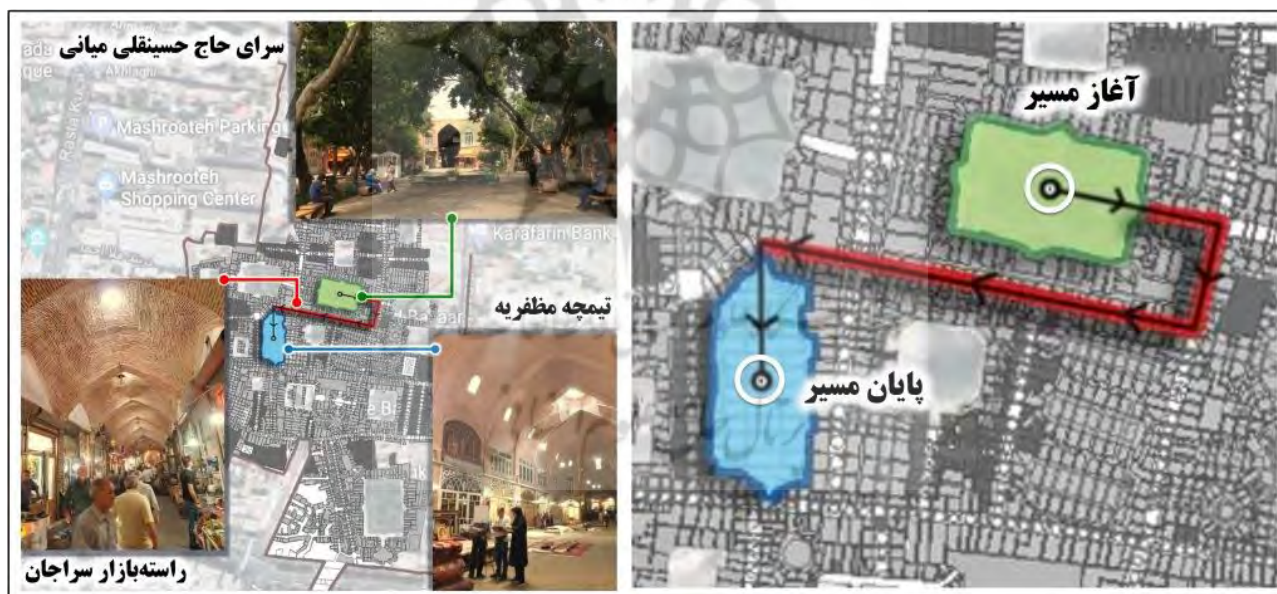 سرای حاج حسینقلی میانی
Mashrooteh Parking
Mashrooteh
Shopping Center
Karafarin Bank
تیمچه مظفریه
راسته‌بازار سراجان
آغاز مسیر
پایان مسیر